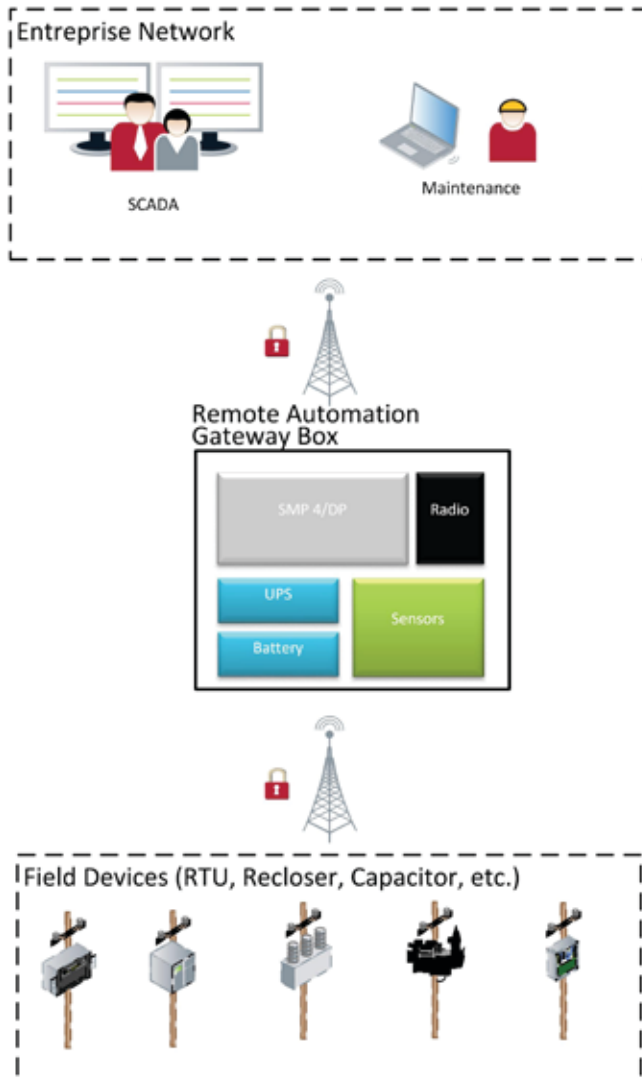 Entreprise Network
SCADA
Maintenance
Remote Automation
Gateway Box
SMP 4/DP
Radio
UPS
Sensors
Battery
Field Devices (RTU, Recloser, Capacitor, etc.)